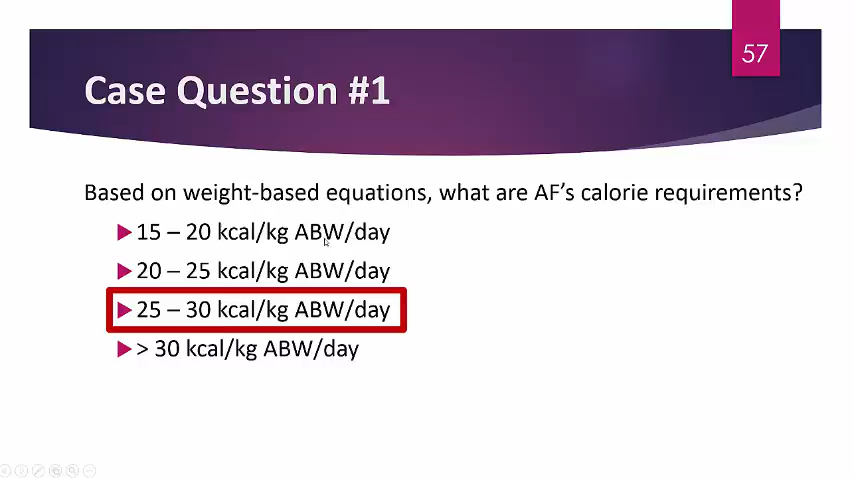 57
Case Question #1
Based on weight-based equations, what are AF’s calorie requirements?
15 – 20 kcal/kg ABW/day
20 – 25 kcal/kg ABW/day
25 – 30 kcal/kg ABW/day
> 30 kcal/kg ABW/day